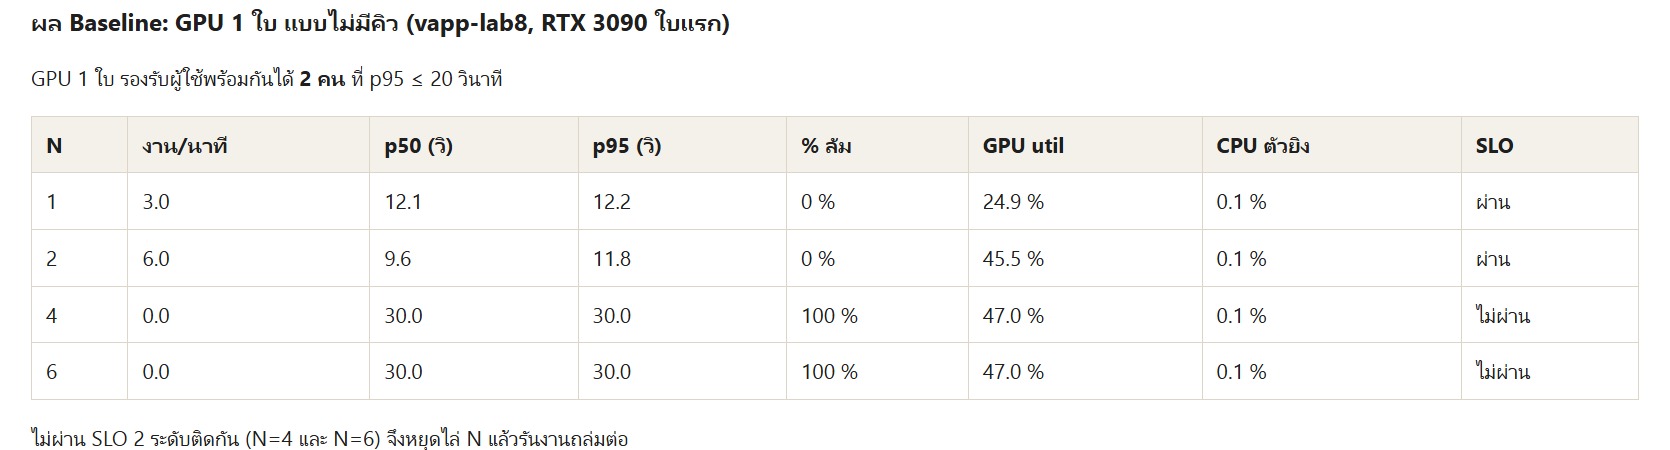 ผล Baseline: GPU 1 ใบ แบบไม่มีคิว (vapp-lab8, RTX 3090 ใบแรก)
GPU 1 ใบ รองรับผู้ใช้พร้อมกันได้ 2 คน ที่ p95 ≤ 20 วินาที
N งาน/นาที p50 (วิ) p95 (วิ) % ล้ม GPU util CPU ตัวยิง SLO
1 3.0 12.1 12.2 0 % 24.9 % 0.1 % ผ่าน
2 6.0 9.6 11.8 0 % 45.5 % 0.1 % ผ่าน
4 0.0 30.0 30.0 100 % 47.0 % 0.1 % ไม่ผ่าน
6 0.0 30.0 30.0 100 % 47.0 % 0.1 % ไม่ผ่าน
ไม่ผ่าน SLO 2 ระดับติดกัน (N=4 และ N=6) จึงหยุดไล่ N แล้วรันงานถล่มต่อ